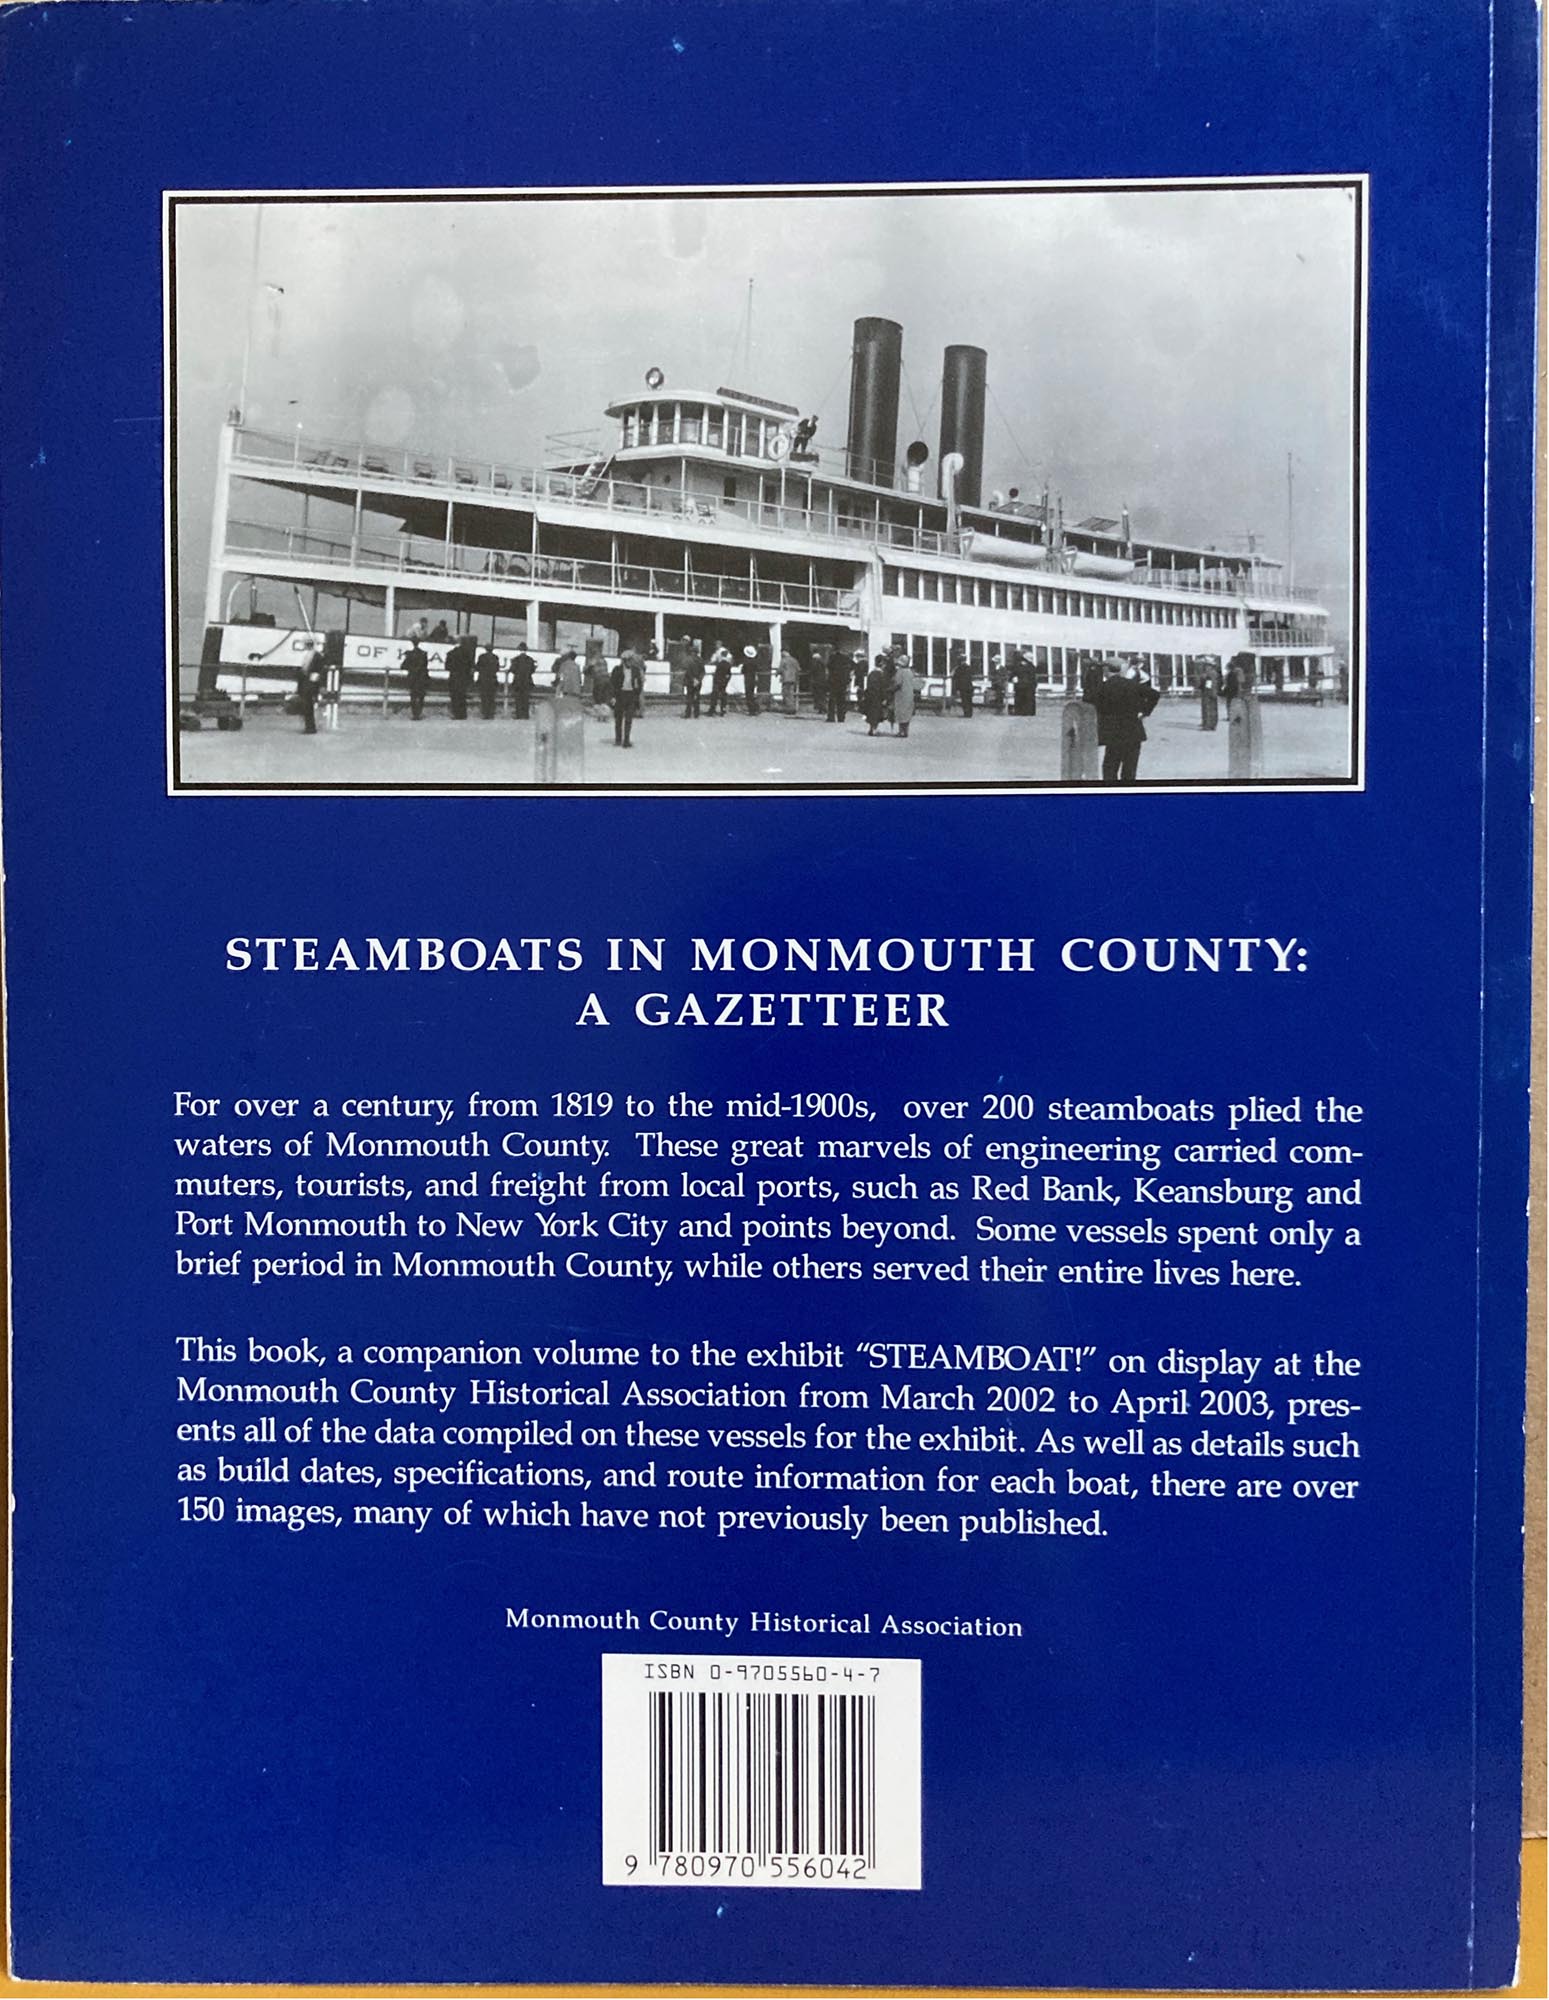 OF
STEAMBOATS IN MONMOUTH COUNTY:
A GAZETTEER
For over a century, from 1819 to the mid-1900s, over 200 steamboats plied the
waters of Monmouth County. These great marvels of engineering carried com-
muters, tourists, and freight from local ports, such as Red Bank, Keansburg and
Port Monmouth to New York City and points beyond. Some vessels spent only a
brief period in Monmouth County, while others served their entire lives here.
This book, a companion volume to the exhibit “STEAMBOAT!” on display at the
Monmouth County Historical Association from March 2002 to April 2003, pres-
ents all of the data compiled on these vessels for the exhibit. As well as details such
as build dates, specifications, and route information for each boat, there are over
150 images, many of which have not previously been published.
Monmouth County Historical Association
ISBN 0-9705560-4-7
9 780970 556042